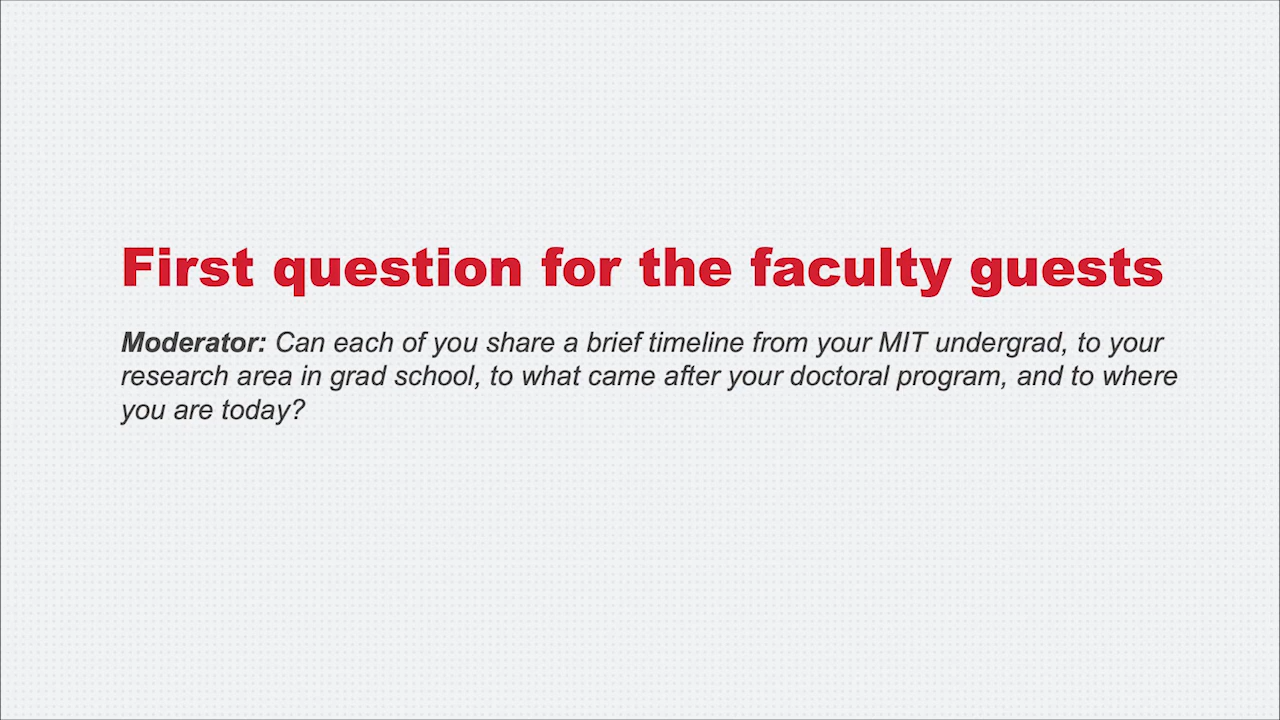 First question for the faculty guests
Moderator: Can each of you share a brief timeline from your MIT undergrad, to your
research area in grad school, to what came after your doctoral program, and to where
you are today?